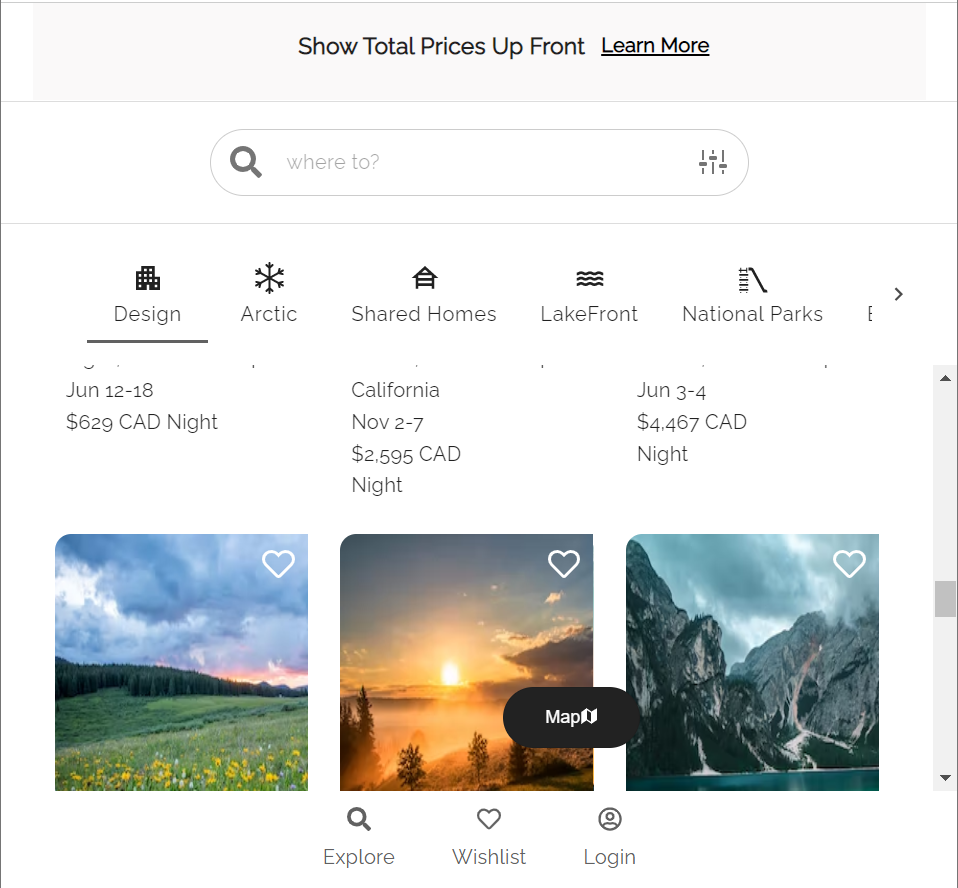 Show Total Prices Up Front Learn More
where to?
Design Arctic Shared Homes LakeFront National Parks
Jun 12-18
$629 CAD Night
California
Nov 2-7
$2,595 CAD
Night
Jun 3-4
$4,467 CAD
Night
Map
Explore Wishlist Login